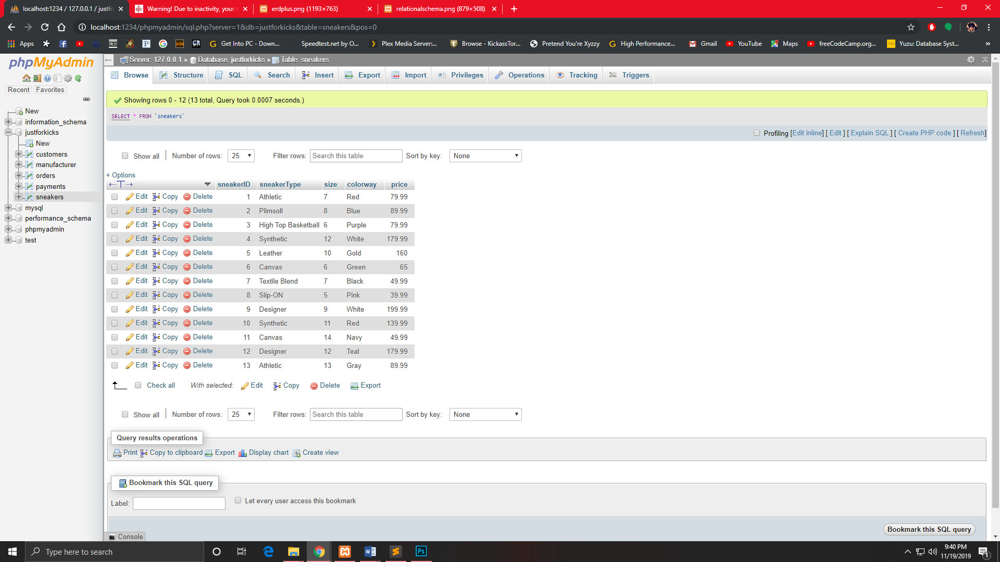 localhost:1234 / 127.0.0.1 / justfo
SJU Warning! Due to inactivity, your s
erdplus.png (1193×763)
relationalschema.png (879×508)
localhost:1234/phpmyadmin/sql.php?server=1&db=justforkicks&table=sneakers&pos=0
Apps Get Into PC - Down... Speedtest.net by O... Plex Media Server:... Browse - KickassTor... Pretend You're Xyzzy High Performance... Gmail YouTube Maps freeCodeCamp.org... Yuzu: Database Syst... »
phpMyAdmin
Recent Favorites
New
information_schema
justforkicks
New
customers
manufacturer
orders
payments
sneakers
mysql
performance_schema
phpmyadmin
test
Server: 127.0.0.1 » Database: justforkicks » Table: sneakers
Browse Structure SQL Search Insert Export Import Privileges Operations Tracking Triggers
Showing rows 0 - 12 (13 total, Query took 0.0007 seconds.)
SELECT * FROM `sneakers`
Profiling [Edit inline] [ Edit ] [ Explain SQL ] [ Create PHP code ] [ Refresh]
Show all Number of rows: 25 Filter rows: Search this table Sort by key: None
+ Options
sneakerID sneakerType size colorway price
Edit Copy Delete 1 Athletic 7 Red 79.99
Edit Copy Delete 2 Plimsoll 8 Blue 89.99
Edit Copy Delete 3 High Top Basketball 6 Purple 79.99
Edit Copy Delete 4 Synthetic 12 White 179.99
Edit Copy Delete 5 Leather 10 Gold 160
Edit Copy Delete 6 Canvas 6 Green 65
Edit Copy Delete 7 Textile Blend 7 Black 49.99
Edit Copy Delete 8 Slip-ON 5 Pink 39.99
Edit Copy Delete 9 Designer 9 White 199.99
Edit Copy Delete 10 Synthetic 11 Red 139.99
Edit Copy Delete 11 Canvas 14 Navy 49.99
Edit Copy Delete 12 Designer 12 Teal 179.99
Edit Copy Delete 13 Athletic 13 Gray 89.99
Check all With selected: Edit Copy Delete Export
Show all Number of rows: 25 Filter rows: Search this table Sort by key: None
Query results operations
Print Copy to clipboard Export Display chart Create view
Bookmark this SQL query
Label: Let every user access this bookmark
Bookmark this SQL query
Console
Type here to search
Ps
9:40 PM
11/19/2019
1